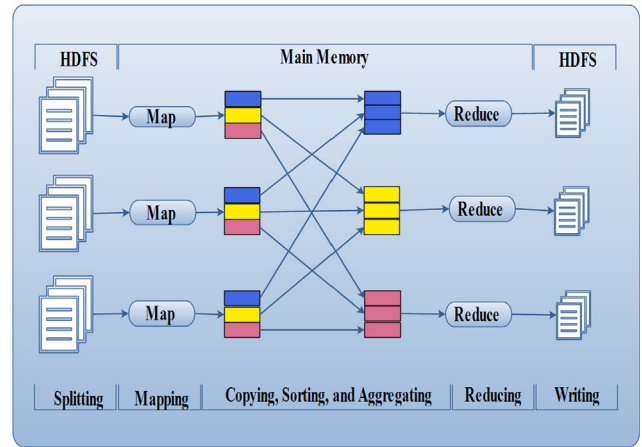 HDFS
Main Memory
HDFS
Map
Reduce
Map
Reduce
Map
Reduce
Splitting
Mapping
Copying, Sorting, and Aggregating
Reducing
Writing